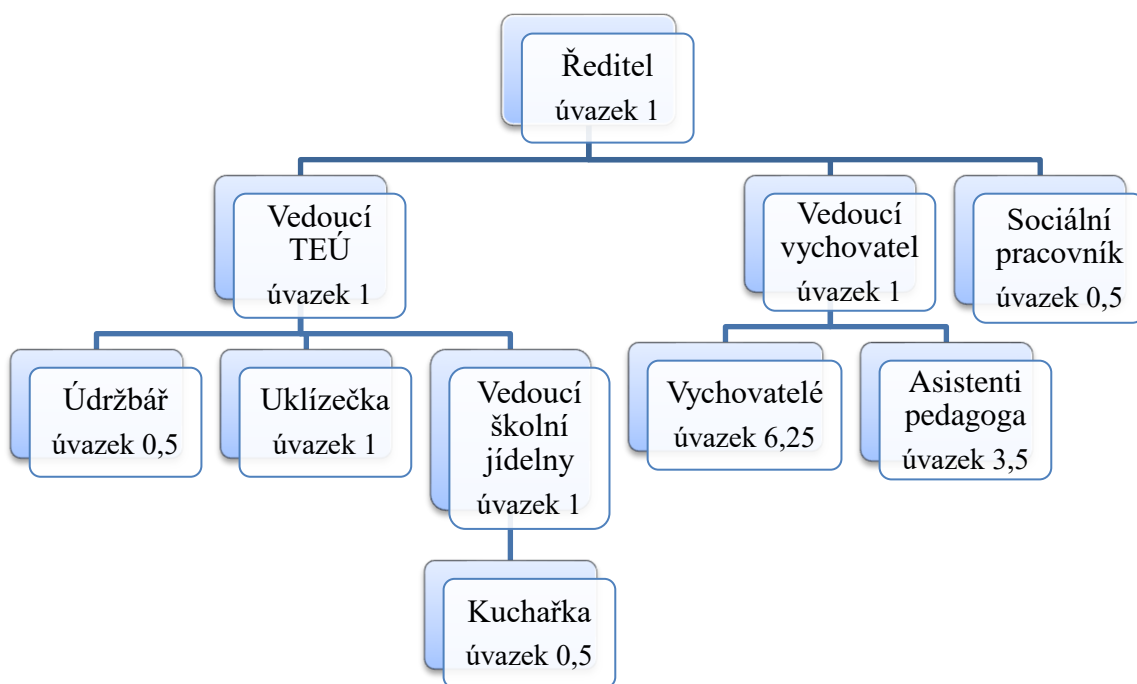 Ředitel
úvazek 1
Vedoucí
TEÚ
úvazek 1
Vedoucí
vychovatel
úvazek 1
Sociální
pracovník
úvazek 0,5
Údržbář
úvazek 0,5
Uklízečka
úvazek 1
Vedoucí
školní
jídelny
úvazek 1
Vychovatelé
úvazek 6,25
Asistenti
pedagoga
úvazek 3,5
Kuchařka
úvazek 0,5